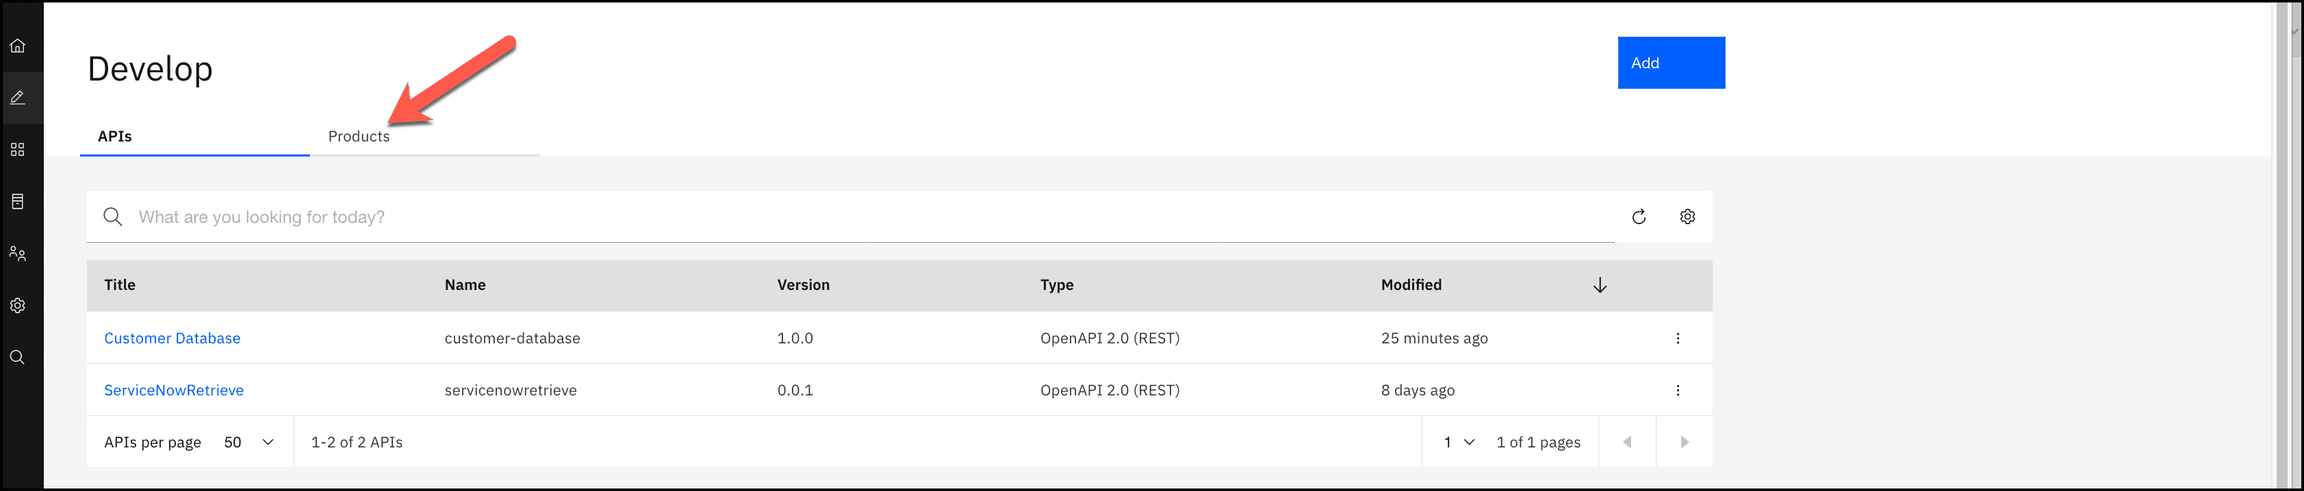 Develop
Add
APIs Products
What are you looking for today?
Title Name Version Type Modified
Customer Database customer-database 1.0.0 OpenAPI 2.0 (REST) 25 minutes ago
ServiceNowRetrieve servicenowretrieve 0.0.1 OpenAPI 2.0 (REST) 8 days ago
APIs per page 50 1-2 of 2 APIs 1 1 of 1 pages